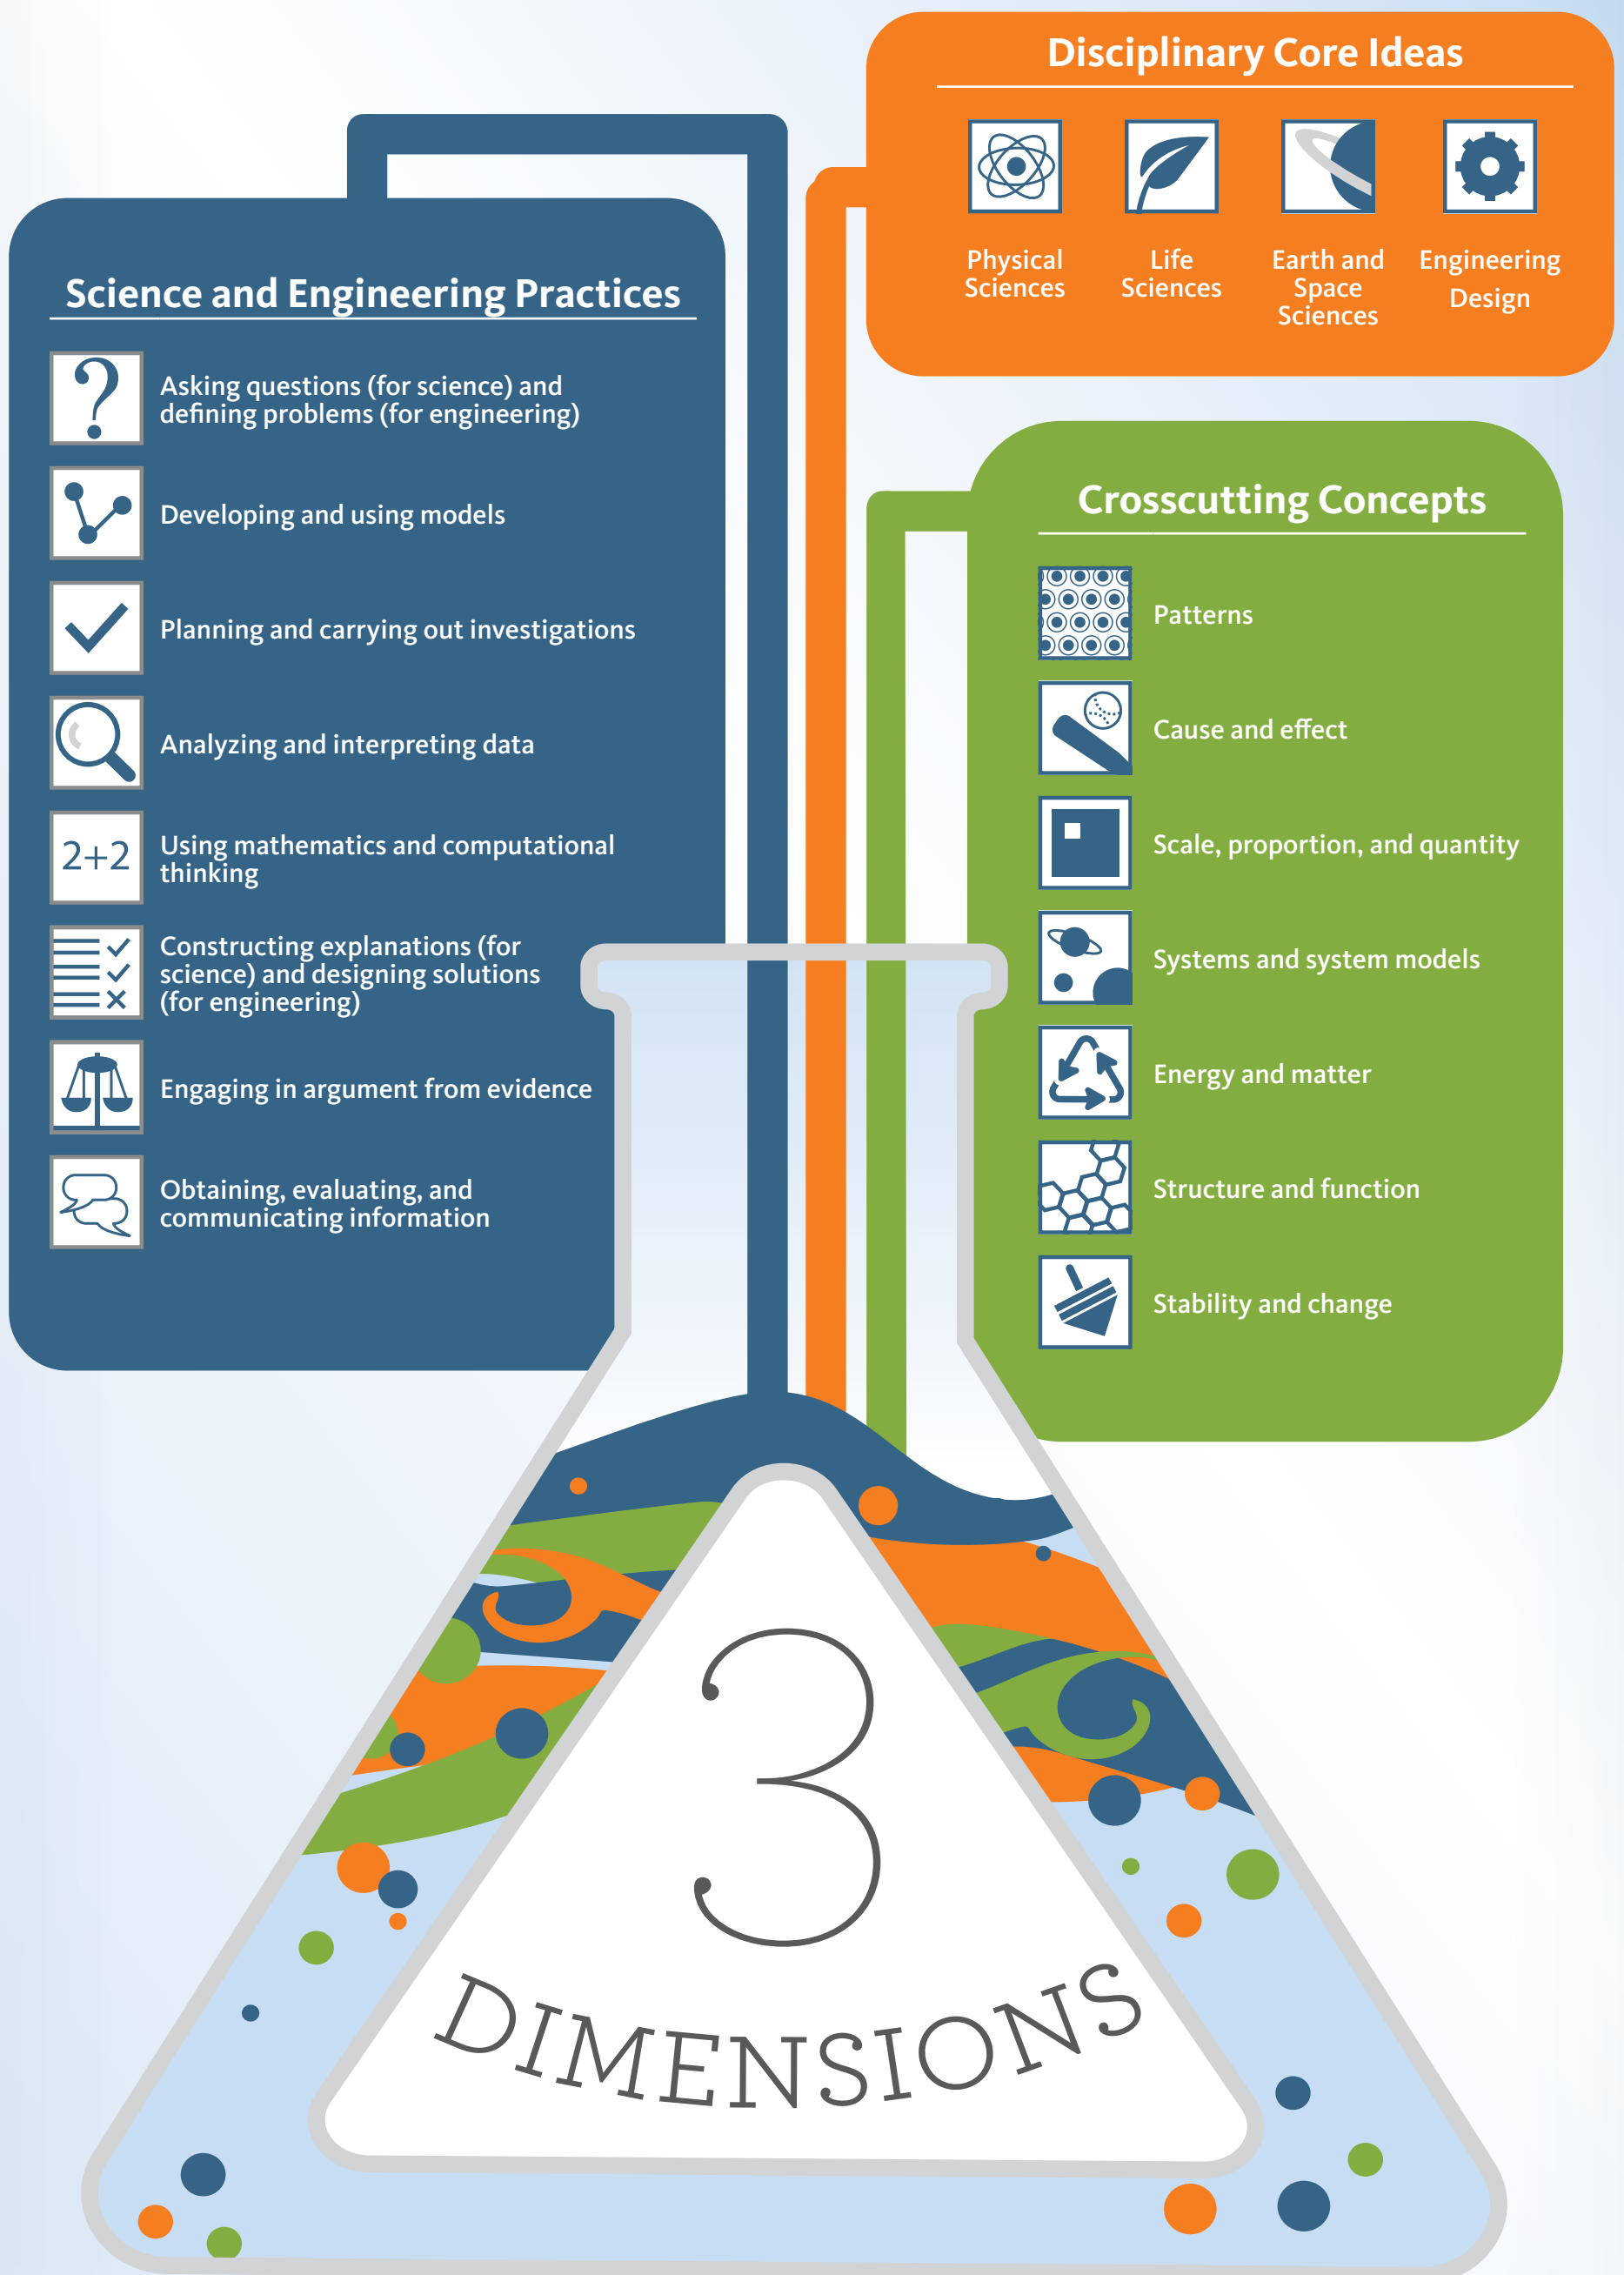 Disciplinary Core Ideas
Physical
Sciences
Life
Sciences
Earth and
Space
Sciences
Engineering
Design
Science and Engineering Practices
?
Asking questions (for science) and
defining problems (for engineering)
Developing and using models
Planning and carrying out investigations
Analyzing and interpreting data
2+2
Using mathematics and computational
thinking
Constructing explanations (for
science) and designing solutions
(for engineering)
Engaging in argument from evidence
Obtaining, evaluating, and
communicating information
Crosscutting Concepts
Patterns
Cause and effect
Scale, proportion, and quantity
Systems and system models
Energy and matter
Structure and function
Stability and change
3
DIMENSIONS